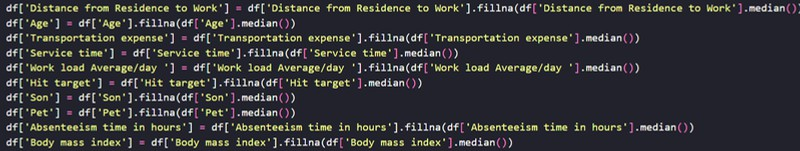 df['Distance from Residence to Work'] = df['Distance from Residence to Work'].fillna(df['Distance from Residence to Work'].median())
df['Age'] = df['Age'].fillna(df['Age'].median())
df['Transportation expense'] = df['Transportation expense'].fillna(df['Transportation expense'].median())
df['Service time'] = df['Service time'].fillna(df['Service time'].median())
df['Work load Average/day '] = df['Work load Average/day '].fillna(df['Work load Average/day '].median())
df['Hit target'] = df['Hit target'].fillna(df['Hit target'].median())
df['Son'] = df['Son'].fillna(df['Son'].median())
df['Pet'] = df['Pet'].fillna(df['Pet'].median())
df['Absenteeism time in hours'] = df['Absenteeism time in hours'].fillna(df['Absenteeism time in hours'].median())
df['Body mass index'] = df['Body mass index'].fillna(df['Body mass index'].median())